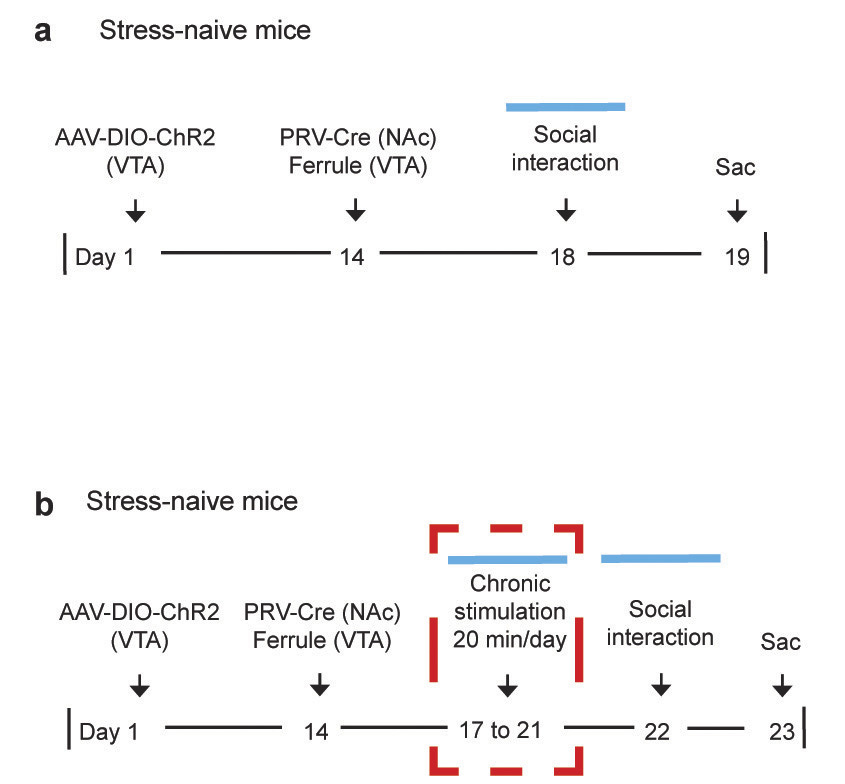 a Stress-naive mice
AAV-DIO-ChR2
(VTA)
PRV-Cre (NAc)
Ferrule (VTA)
Social
interaction
Sac
Day 1 14 18 19
b Stress-naive mice
AAV-DIO-ChR2
(VTA)
PRV-Cre (NAc)
Ferrule (VTA)
Chronic
stimulation
20 min/day
Social
interaction
Sac
Day 1 14 17 to 21 22 23